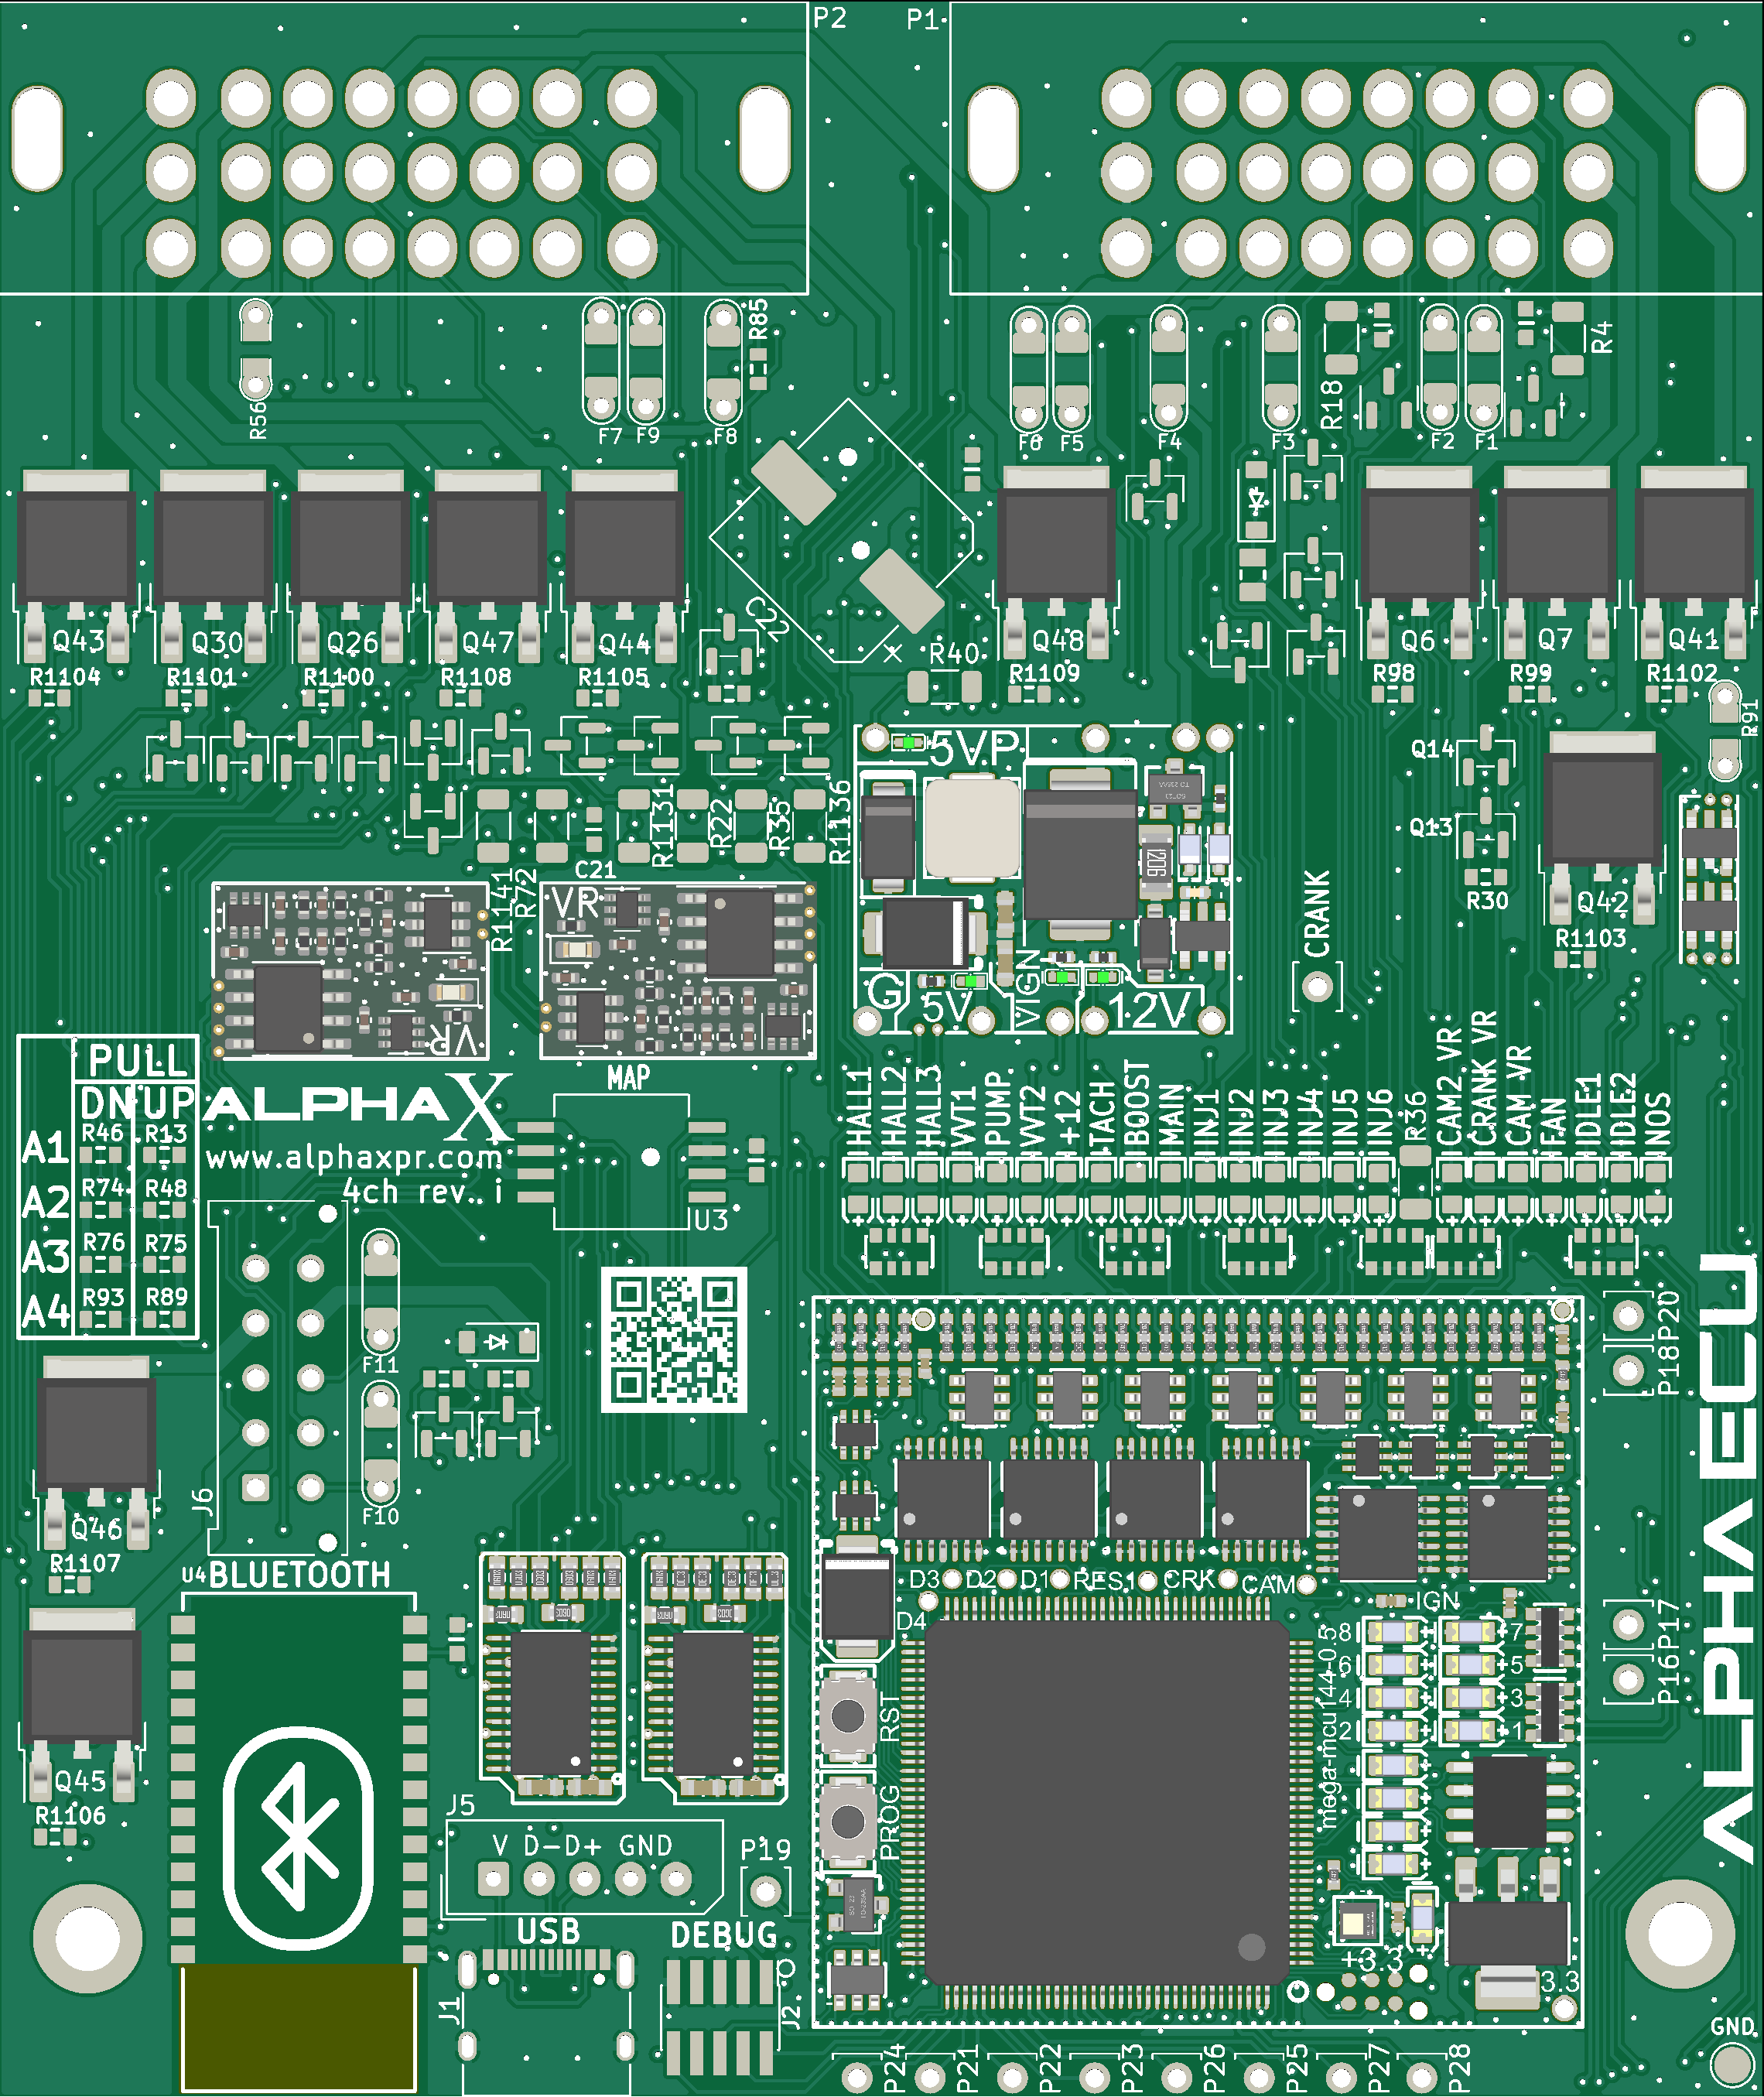 P2 P1
R85
R4
R18
R56
F7 F9 F8
F6 F5 F4 F3 F2 F1
C22
Q43 Q30 Q26 Q47 Q44 Q48 Q6 Q7 Q41
R40
R1104 R1101 R1100 R1108 R1105 R1109 R98 R99 R1102
R91
Q14
Q13
R30
5VP
R1131 R22 R35 R1136
C21
R1141
R72
VR
VR
1206
CRANK
Q42
R1103
G 5V VIGN 12V
PULL
DN UP
A1 R46 R13
A2 R74 R48
A3 R76 R75
A4 R93 R89
ALPHAX
www.alphaxpr.com
4ch rev. i
MAP
U3
HALL1 HALL2 HALL3 VVT1 PUMP VVT2 +12 TACH BOOST MAIN INJ1 INJ2 INJ3 INJ4 INJ5 INJ6 R36 CAM2 VR CRANK VR CAM VR FAN IDLE1 IDLE2 NOS
P20
P18
ALPHA ECU
F11
F10
J6
Q46
R1107
U4 BLUETOOTH
Q45
R1106
D3 D2 D1 RES1 CRK CAM
D4
IGN
8 7
6 5
4 3
2 1
mega-mcu144-0.5
P17
P16
RST
PROG
J5
V D- D+ GND
P19
USB
DEBUG
J1
J2
+3.3
3.3
GND
P24 P21 P22 P23 P26 P25 P27 P28